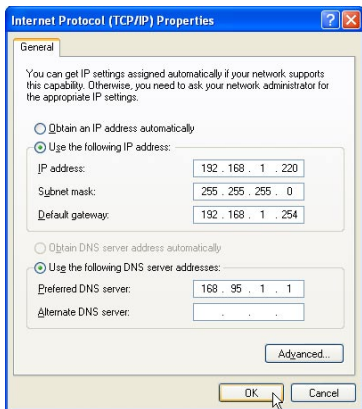 Internet Protocol (TCP/IP) Properties
General
You can get IP settings assigned automatically if your network supports
this capability. Otherwise, you need to ask your network administrator for
the appropriate IP settings.
Obtain an IP address automatically
Use the following IP address:
IP address: 192 . 168 . 1 . 220
Subnet mask: 255 . 255 . 255 . 0
Default gateway: 192 . 168 . 1 . 254
Obtain DNS server address automatically
Use the following DNS server addresses:
Preferred DNS server: 168 . 95 . 1 . 1
Alternate DNS server: . . .
Advanced...
OK Cancel